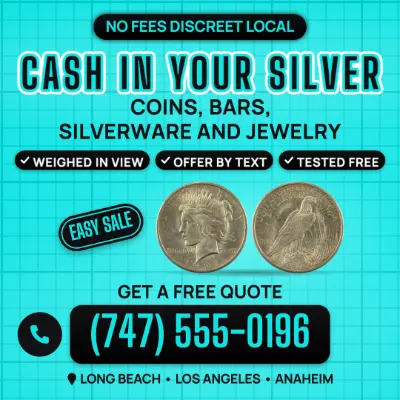 NO FEES DISCREET LOCAL
CASH IN YOUR SILVER
COINS, BARS,
SILVERWARE AND JEWELRY
WEIGHED IN VIEW
OFFER BY TEXT
TESTED FREE
EASY SALE
GET A FREE QUOTE
(747) 555-0196
LONG BEACH • LOS ANGELES • ANAHEIM